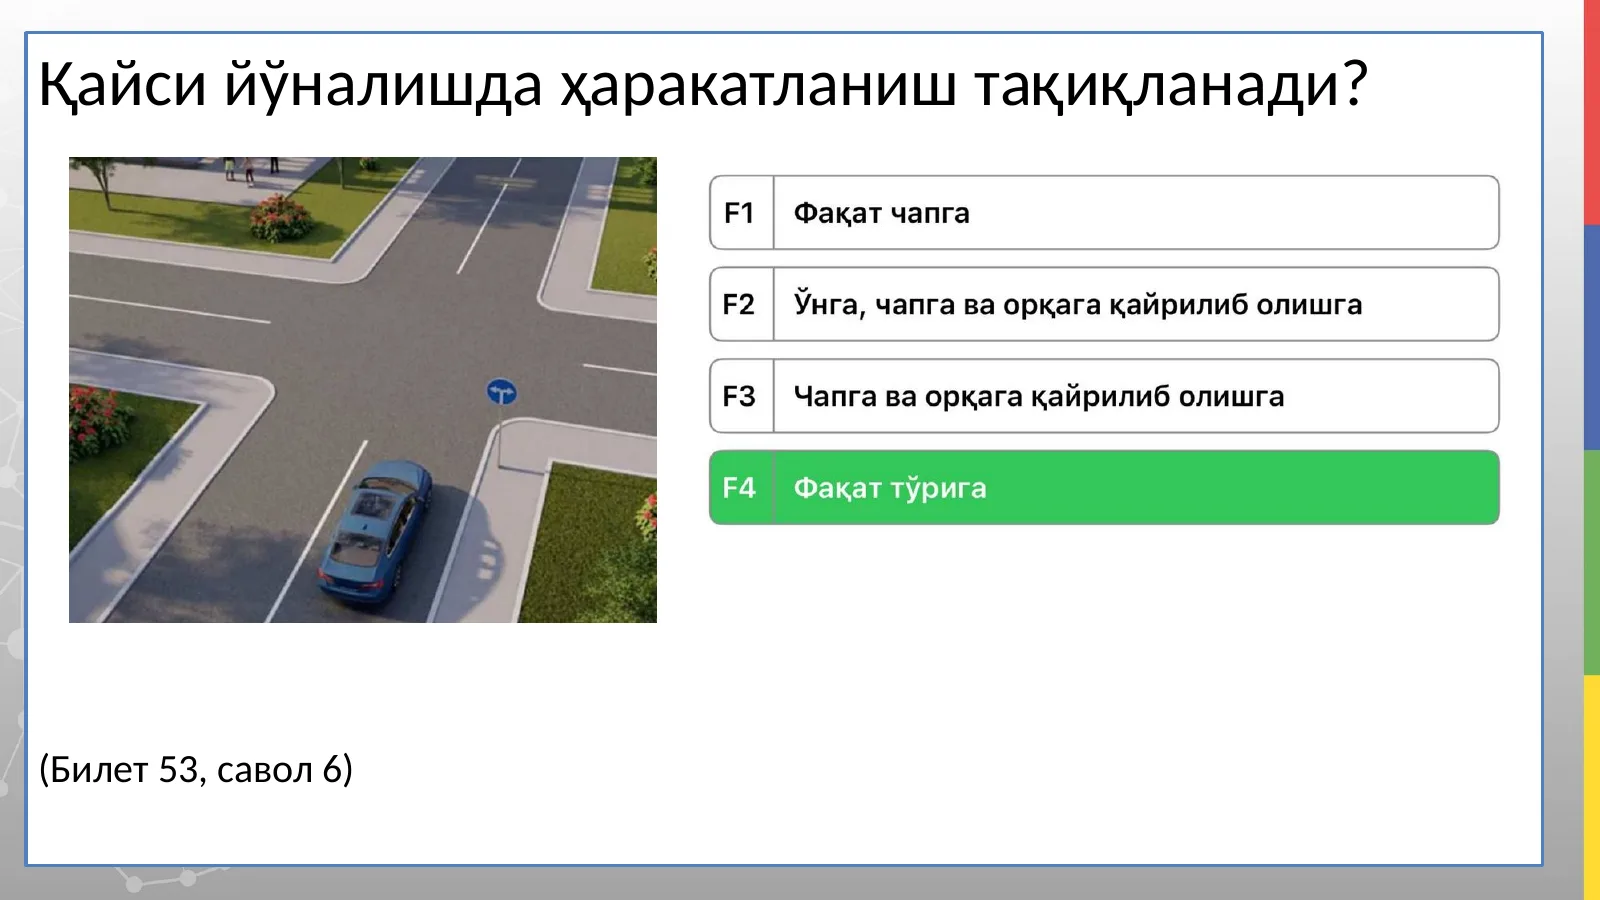 Қайси йўналишда ҳаракатланиш тақиқланади?
F1 Фақат чапга
F2 Ўнга, чапга ва орқага қайрилиб олишга
F3 Чапга ва орқага қайрилиб олишга
F4 Фақат тўрига
(Билет 53, савол 6)